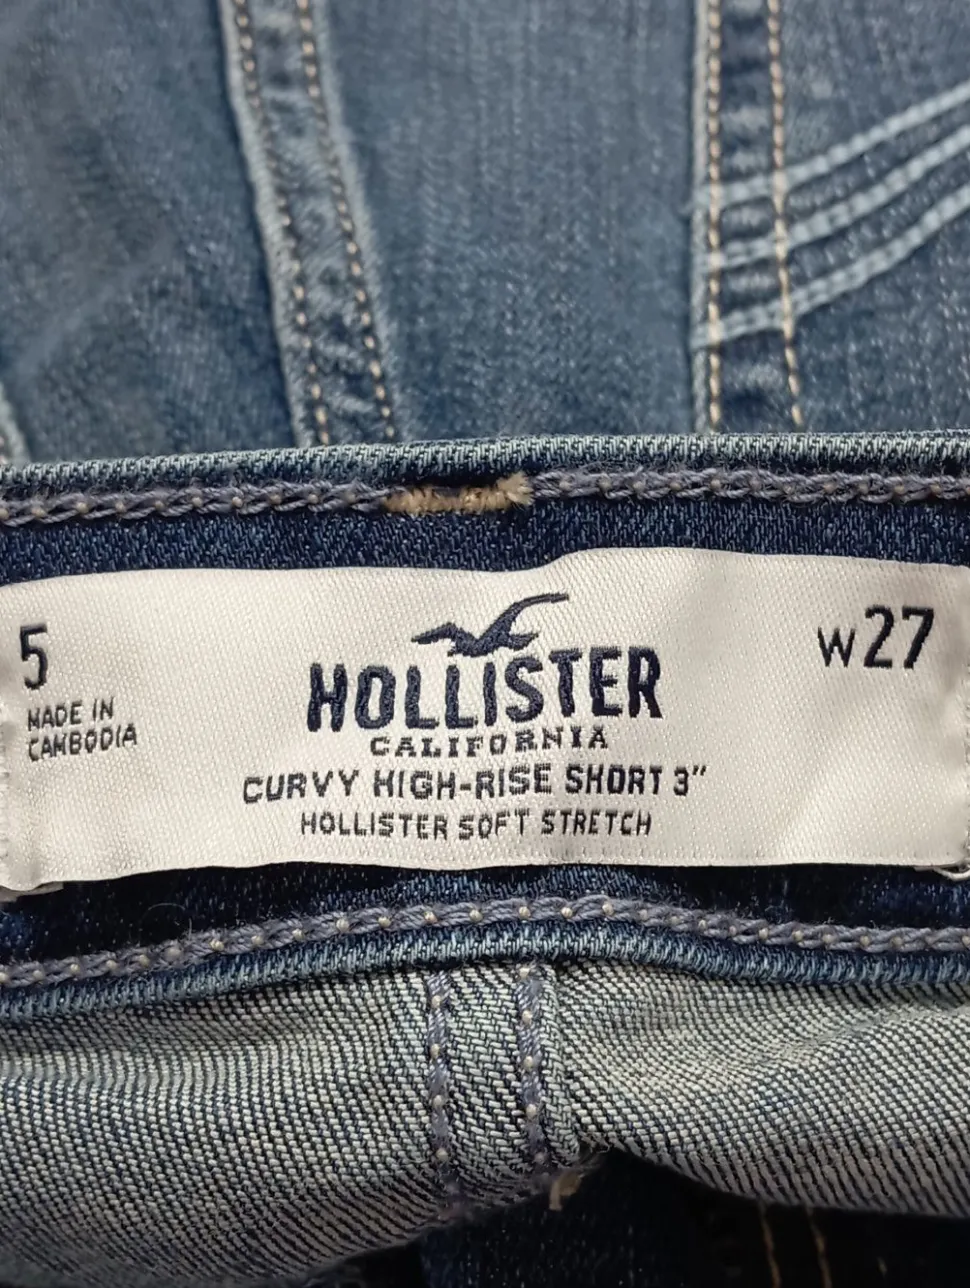 5
W27
MADE IN
CAMBODIA
HOLLISTER
CALIFORNIA
CURVY HIGH-RISE SHORT 3"
HOLLISTER SOFT STRETCH